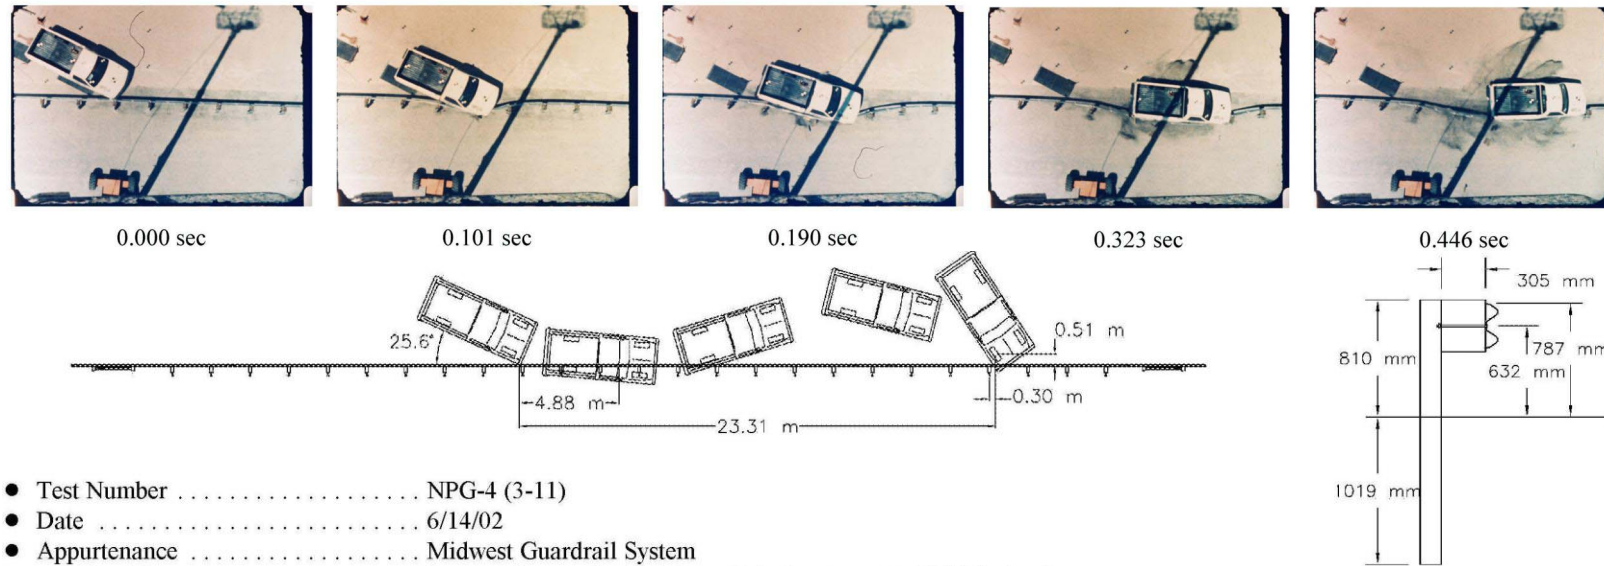 0.000 sec
0.101 sec
0.190 sec
0.323 sec
0.446 sec
25.6°
4.88 m
23.31 m
0.51 m
0.30 m
305 mm
810 mm
787 mm
632 mm
1019 mm
● Test Number . . . . . . . . . . . . . . . . . . . . . NPG-4 (3-11)
● Date . . . . . . . . . . . . . . . . . . . . . . . . . . . . 6/14/02
● Appurtenance . . . . . . . . . . . . . . . . . . . . Midwest Guardrail System